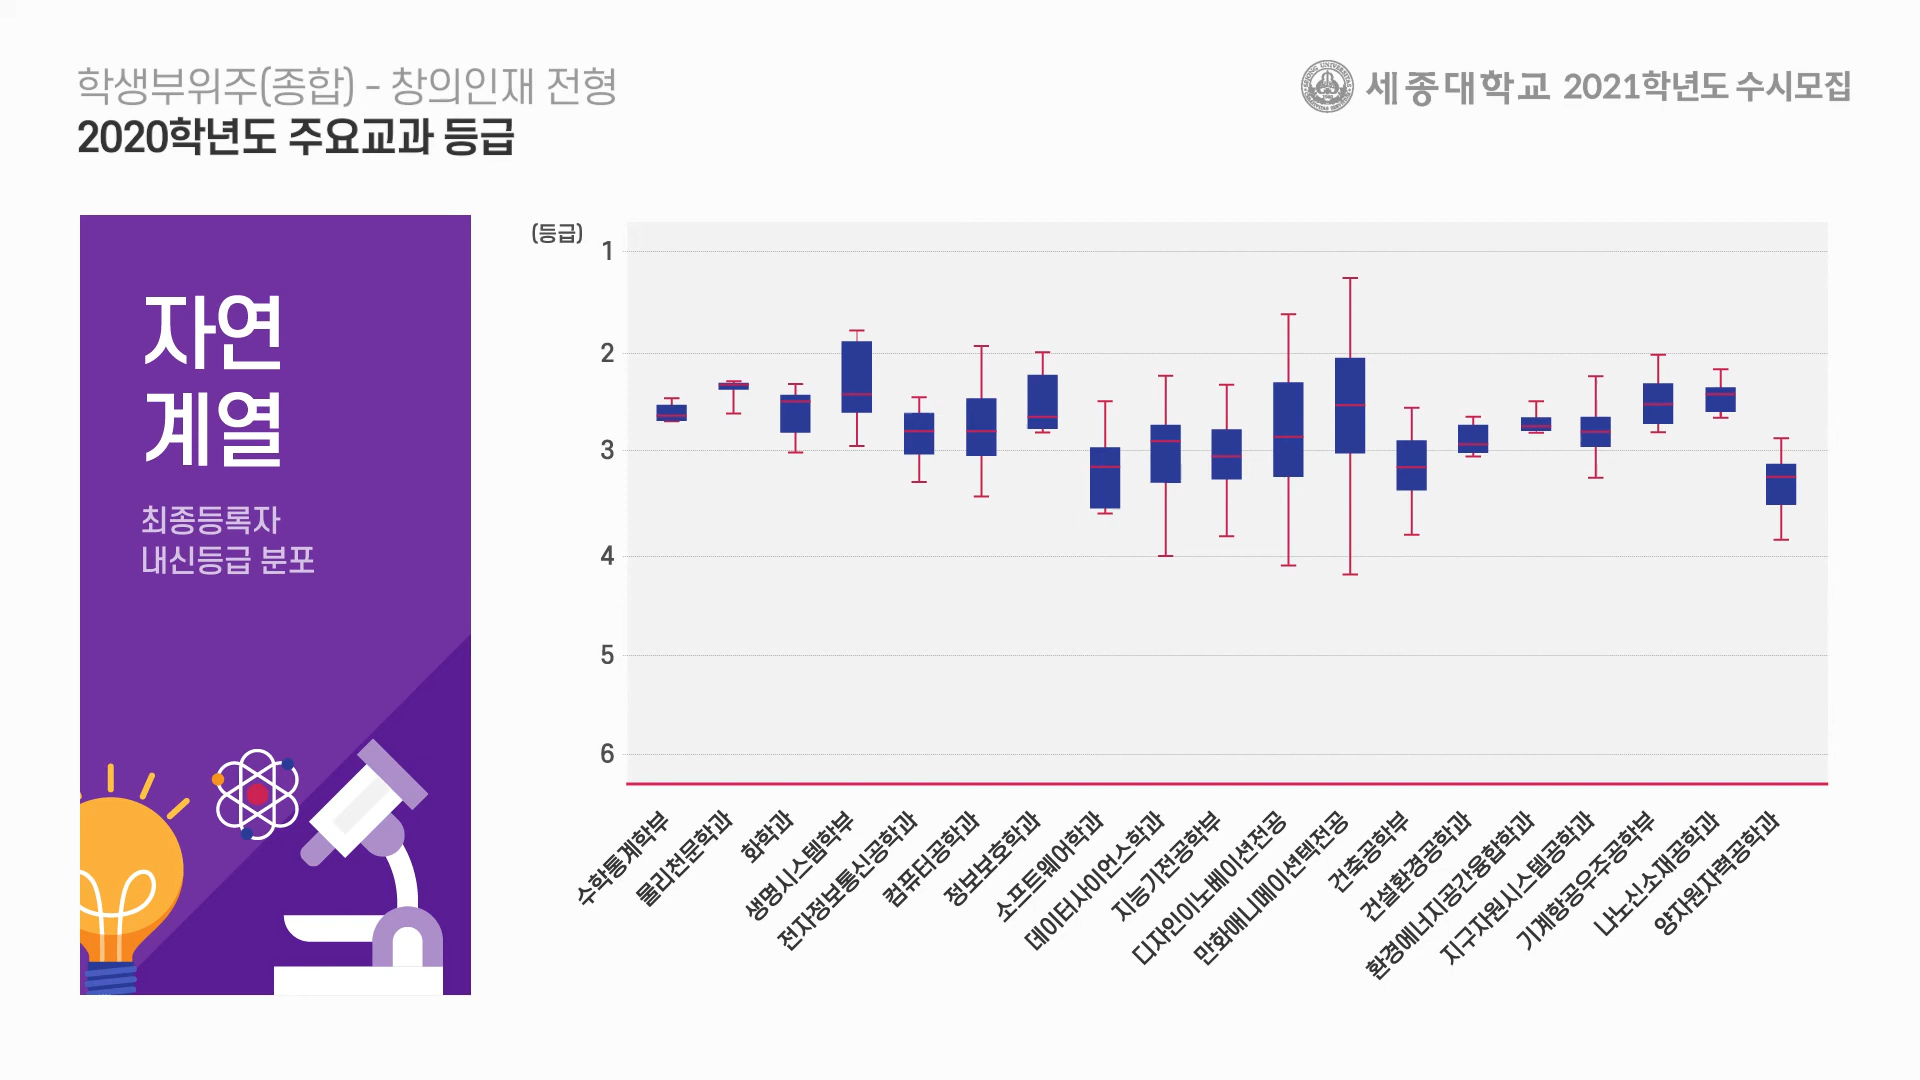 학생부위주(종합) - 창의인재 전형
2020학년도 주요교과 등급
세종대학교 2021학년도 수시모집
자연
계열
최종등록자
내신등급 분포
(등급)
1
2
3
4
5
6
수학통계학부
물리천문학과
화학과
생명시스템학부
전자정보통신공학과
컴퓨터공학과
정보보호학과
소프트웨어학과
데이터사이언스학과
지능기전공학부
디자인이노베이션전공
만화애니메이션텍전공
건축공학부
건설환경공학과
환경에너지공간융합학과
지구자원시스템공학과
기계항공우주공학부
나노신소재공학과
양자원자력공학과